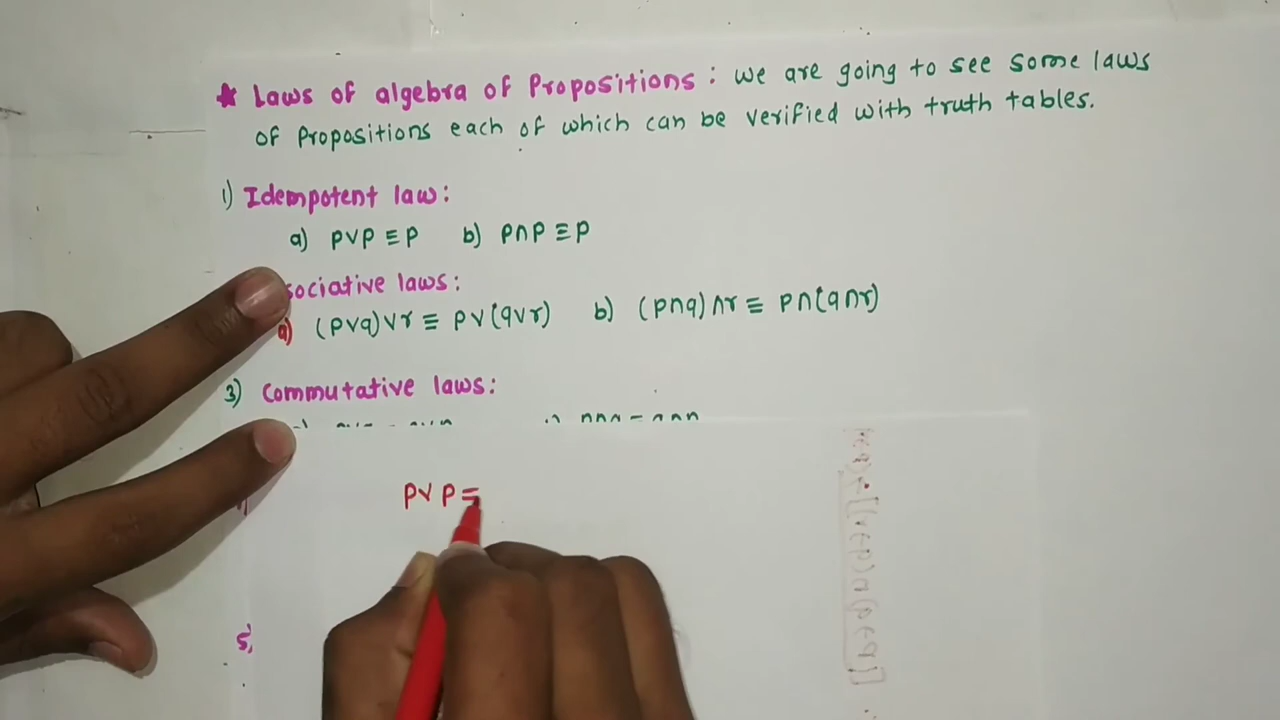 * Laws of algebra of Propositions : we are going to see some laws
of Propositions each of which can be verified with truth tables.
1) Idempotent law:
a) p∨p ≡ p b) p∧p ≡ p
sociative laws:
a) (p∨q)∨r ≡ p∨(q∨r) b) (p∧q)∧r ≡ p∧(q∧r)
3) Commutative laws:
p∨ p =
5)